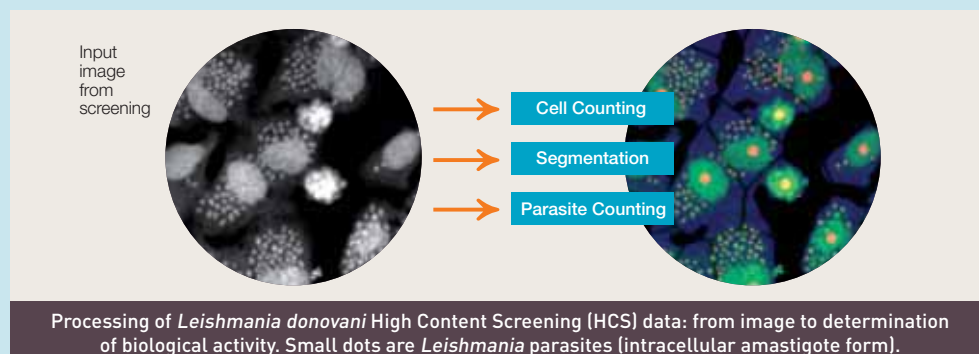 Input
image
from
screening
Cell Counting
Segmentation
Parasite Counting
Processing of Leishmania donovani High Content Screening (HCS) data: from image to determination
of biological activity. Small dots are Leishmania parasites (intracellular amastigote form).